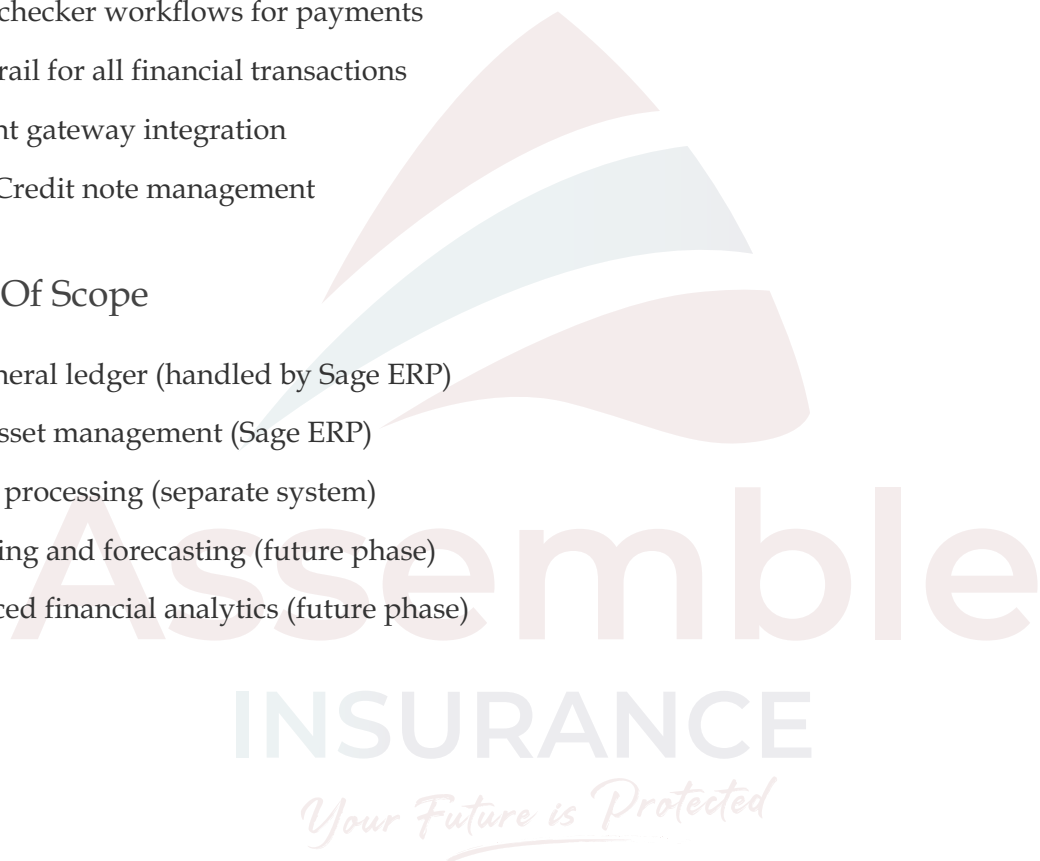 checker workflows for payments
rail for all financial transactions
nt gateway integration
Credit note management
Of Scope
neral ledger (handled by Sage ERP)
sset management (Sage ERP)
processing (separate system)
ing and forecasting (future phase)
ced financial analytics (future phase)
Assemble
INSURANCE
Your Future is Protected